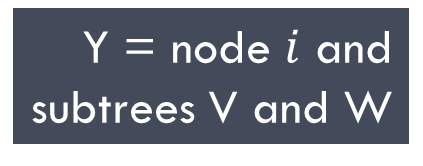 Y = node i and
subtrees V and W